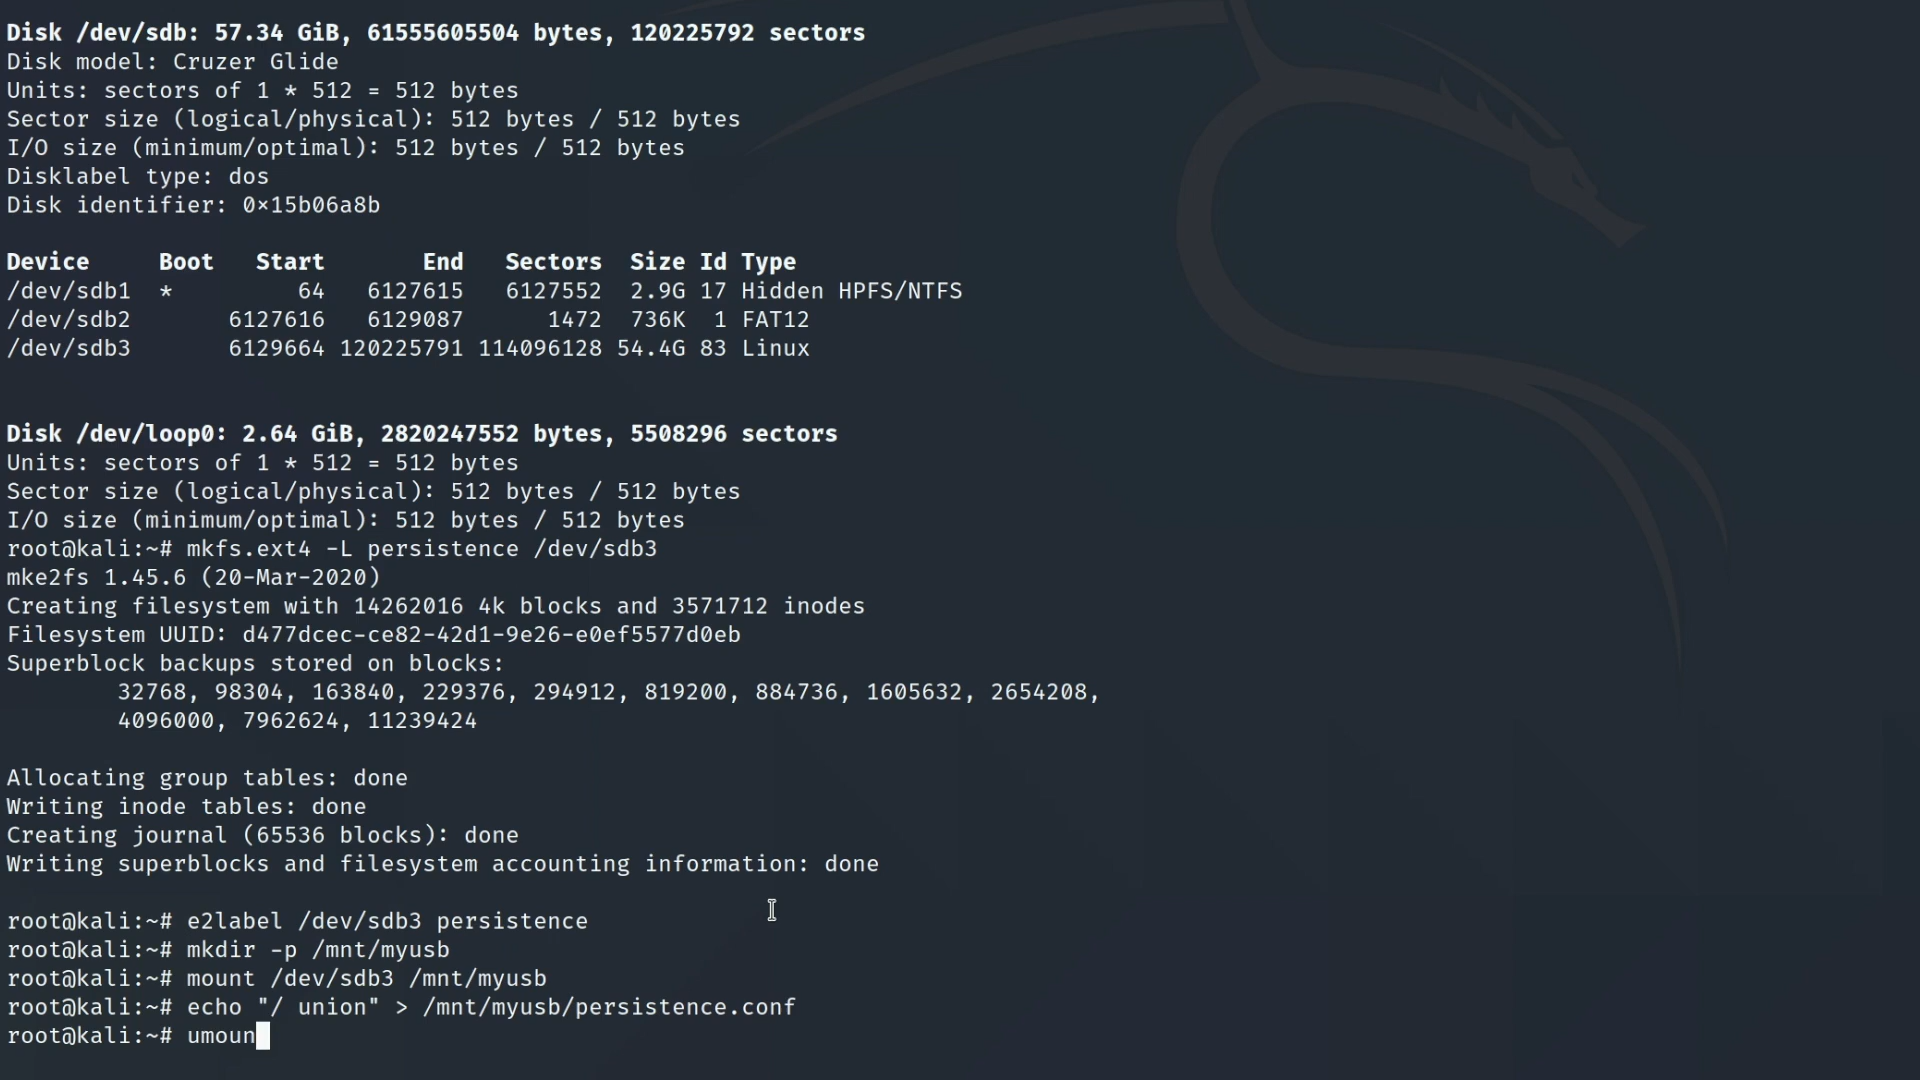 Disk /dev/sdb: 57.34 GiB, 61555605504 bytes, 120225792 sectors
Disk model: Cruzer Glide
Units: sectors of 1 * 512 = 512 bytes
Sector size (logical/physical): 512 bytes / 512 bytes
I/O size (minimum/optimal): 512 bytes / 512 bytes
Disklabel type: dos
Disk identifier: 0×15b06a8b
Device     Boot   Start       End   Sectors  Size Id Type
/dev/sdb1  *         64   6127615   6127552  2.9G 17 Hidden HPFS/NTFS
/dev/sdb2       6127616   6129087      1472  736K  1 FAT12
/dev/sdb3       6129664 120225791 114096128 54.4G 83 Linux
Disk /dev/loop0: 2.64 GiB, 2820247552 bytes, 5508296 sectors
Units: sectors of 1 * 512 = 512 bytes
Sector size (logical/physical): 512 bytes / 512 bytes
I/O size (minimum/optimal): 512 bytes / 512 bytes
root@kali:~# mkfs.ext4 -L persistence /dev/sdb3
mke2fs 1.45.6 (20-Mar-2020)
Creating filesystem with 14262016 4k blocks and 3571712 inodes
Filesystem UUID: d477dcec-ce82-42d1-9e26-e0ef5577d0eb
Superblock backups stored on blocks:
        32768, 98304, 163840, 229376, 294912, 819200, 884736, 1605632, 2654208,
        4096000, 7962624, 11239424
Allocating group tables: done
Writing inode tables: done
Creating journal (65536 blocks): done
Writing superblocks and filesystem accounting information: done
root@kali:~# e2label /dev/sdb3 persistence
root@kali:~# mkdir -p /mnt/myusb
root@kali:~# mount /dev/sdb3 /mnt/myusb
root@kali:~# echo "/ union" > /mnt/myusb/persistence.conf
root@kali:~# umoun